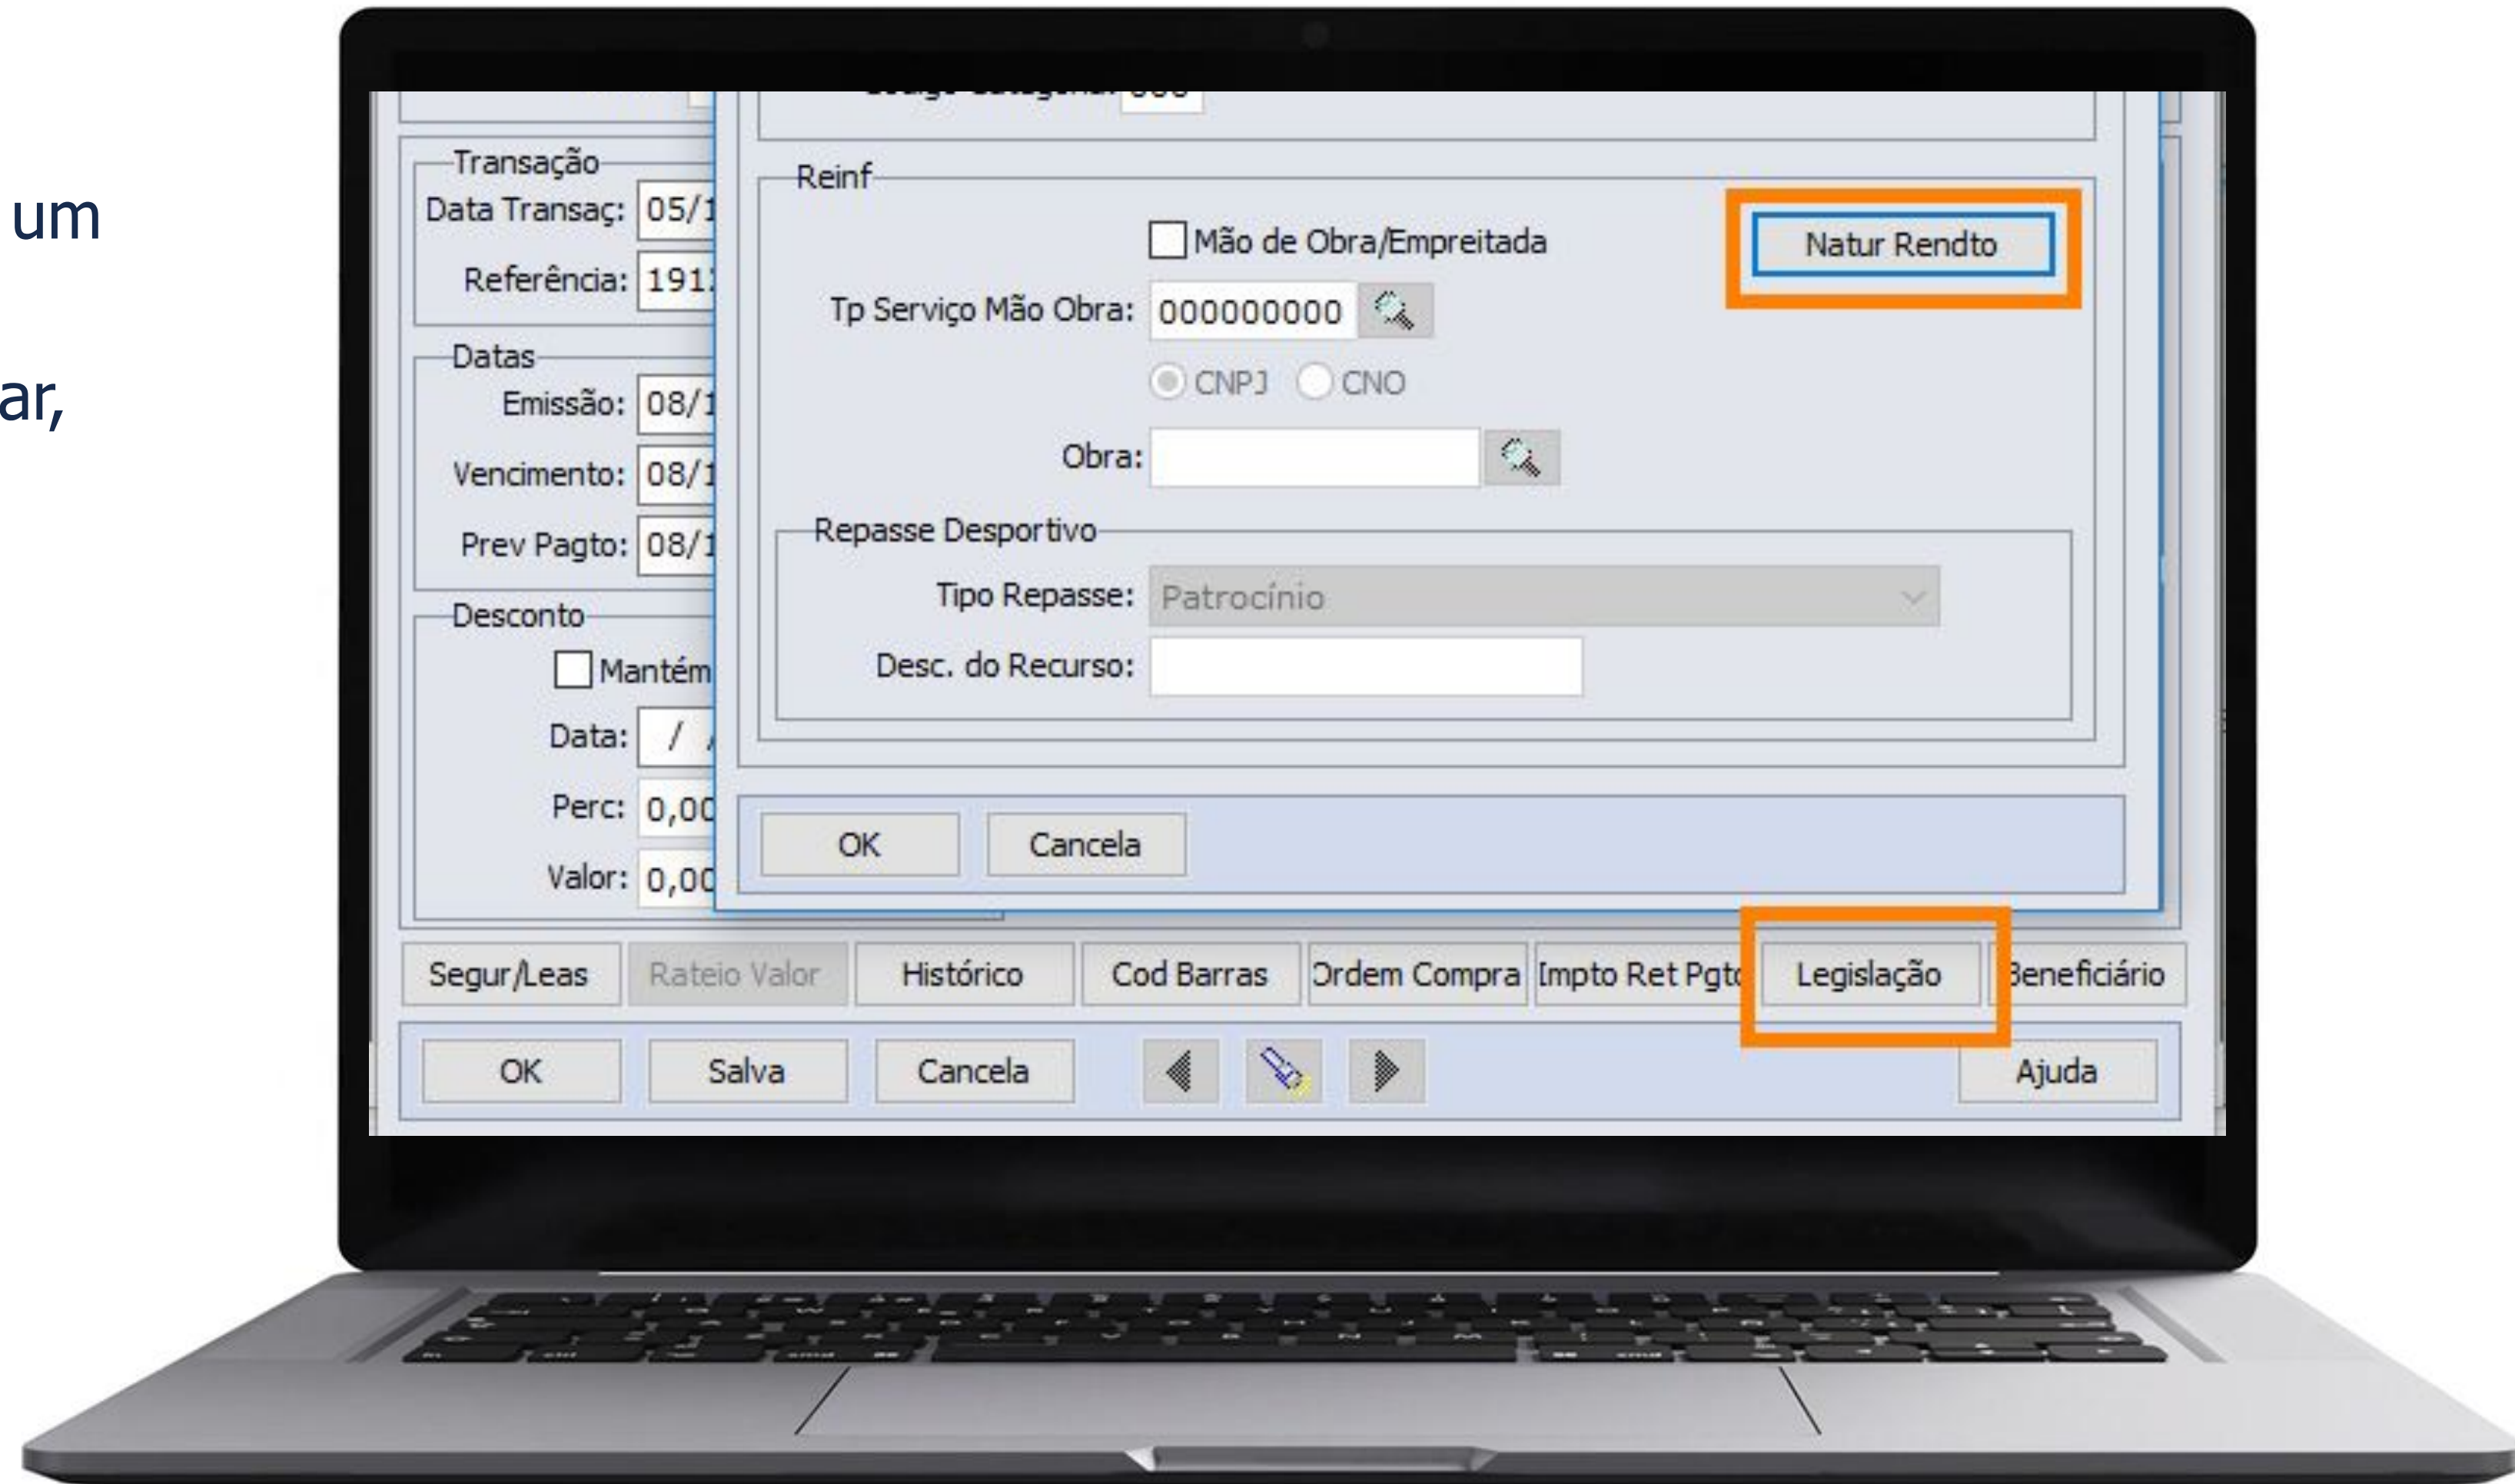 um
ar,
Transação
Data Transaç: 05/1
Referência: 191
Datas
Emissão: 08/1
Vencimento: 08/1
Prev Pagto: 08/1
Desconto
Mantém
Data: / /
Perc: 0,00
Valor: 0,00
Código Categoria: 000
Reinf
Mão de Obra/Empreitada
Natur Rendto
Tp Serviço Mão Obra: 000000000
CNPJ CNO
Obra:
Repasse Desportivo
Tipo Repasse: Patrocínio
Desc. do Recurso:
OK Cancela
Segur/Leas Rateio Valor Histórico Cod Barras Ordem Compra Impto Ret Pgto Legislação Beneficiário
OK Salva Cancela Ajuda